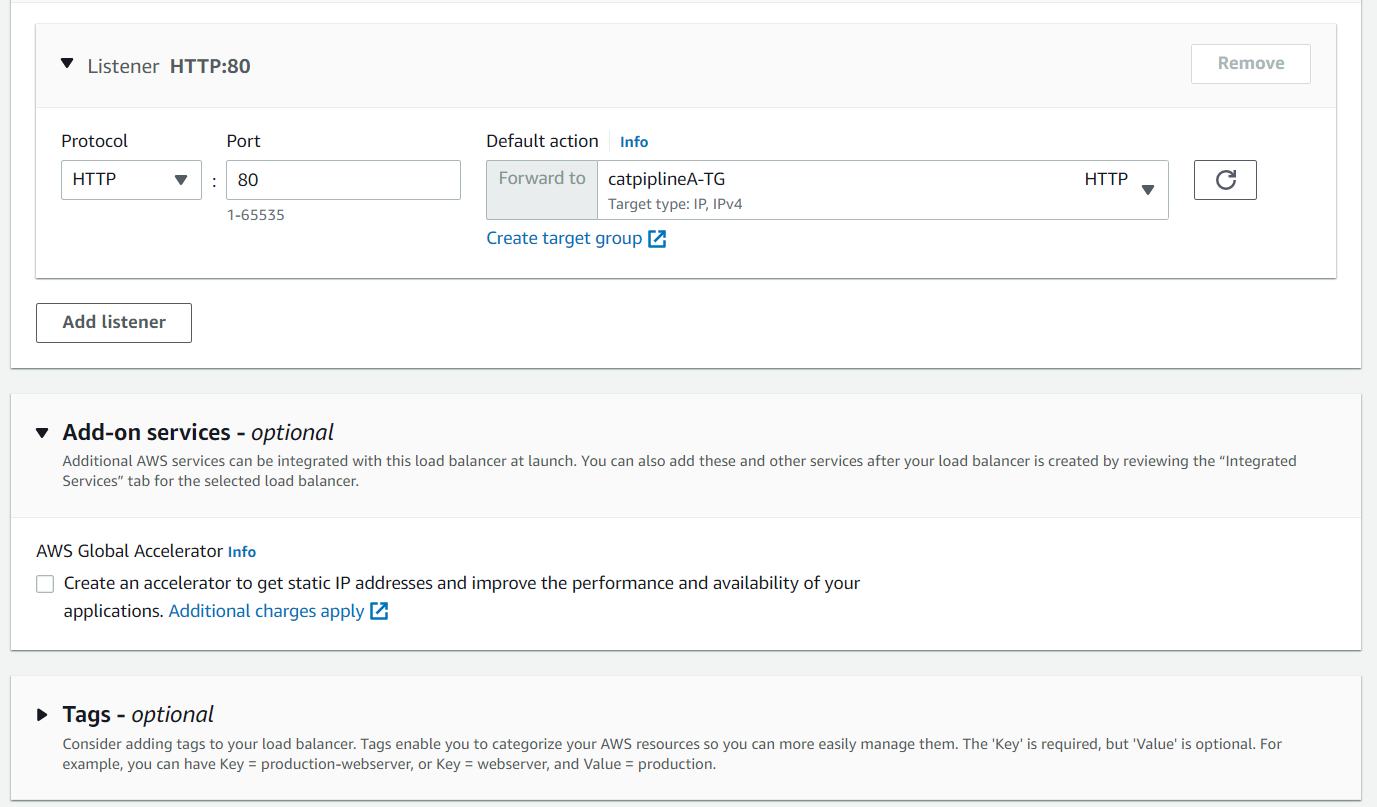 Listener HTTP:80
Remove
Protocol
Port
Default action
Info
HTTP
:
80
Forward to
catpiplineA-TG
HTTP
Target type: IP, IPv4
1-65535
Create target group
Add listener
Add-on services - optional
Additional AWS services can be integrated with this load balancer at launch. You can also add these and other services after your load balancer is created by reviewing the “Integrated
Services” tab for the selected load balancer.
AWS Global Accelerator Info
Create an accelerator to get static IP addresses and improve the performance and availability of your
applications. Additional charges apply
Tags - optional
Consider adding tags to your load balancer. Tags enable you to categorize your AWS resources so you can more easily manage them. The 'Key' is required, but 'Value' is optional. For
example, you can have Key = production-webserver, or Key = webserver, and Value = production.